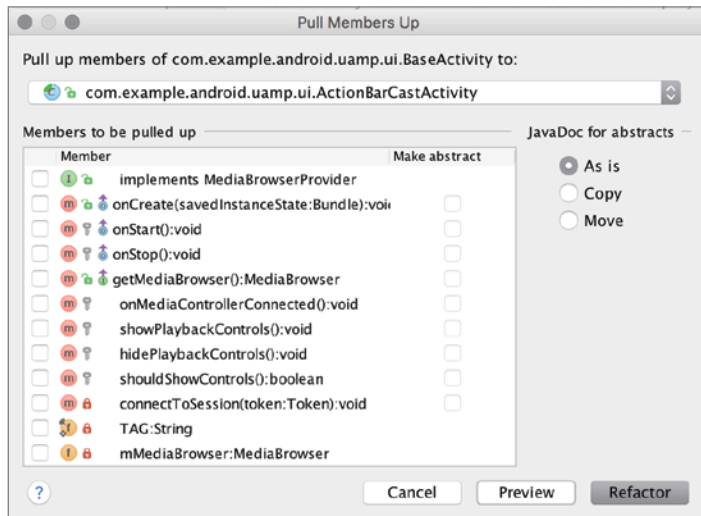 Pull Members Up
Pull up members of com.example.android.uamp.ui.BaseActivity to:
com.example.android.uamp.ui.ActionBarCastActivity
Members to be pulled up
JavaDoc for abstracts
Member Make abstract
As is
Copy
Move
I implements MediaBrowserProvider
m onCreate(savedInstanceState:Bundle):voi
m onStart():void
m onStop():void
m getMediaBrowser():MediaBrowser
m onMediaControllerConnected():void
m showPlaybackControls():void
m hidePlaybackControls():void
m shouldShowControls():boolean
m connectToSession(token:Token):void
f TAG:String
f mMediaBrowser:MediaBrowser
? Cancel Preview Refactor